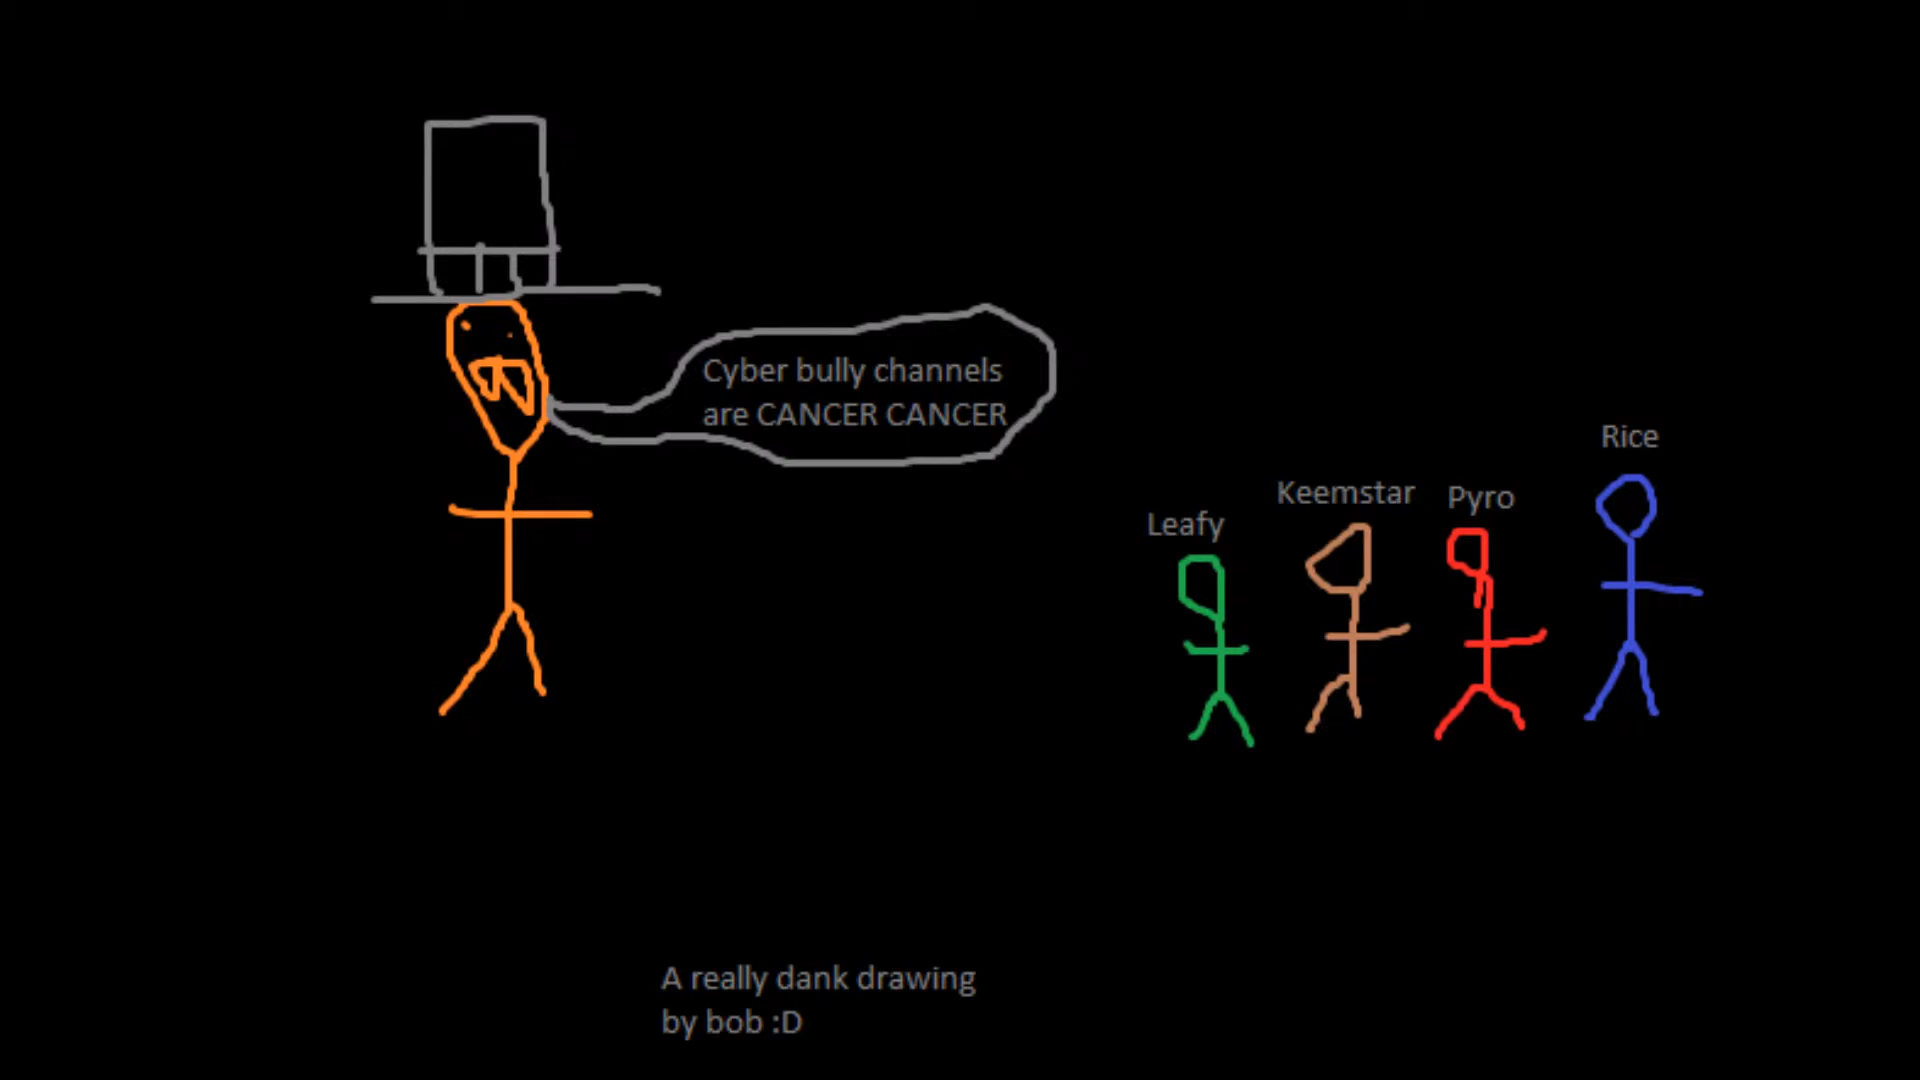 Cyber bully channels
are CANCER CANCER
Rice
Keemstar
Pyro
Leafy
A really dank drawing
by bob :D